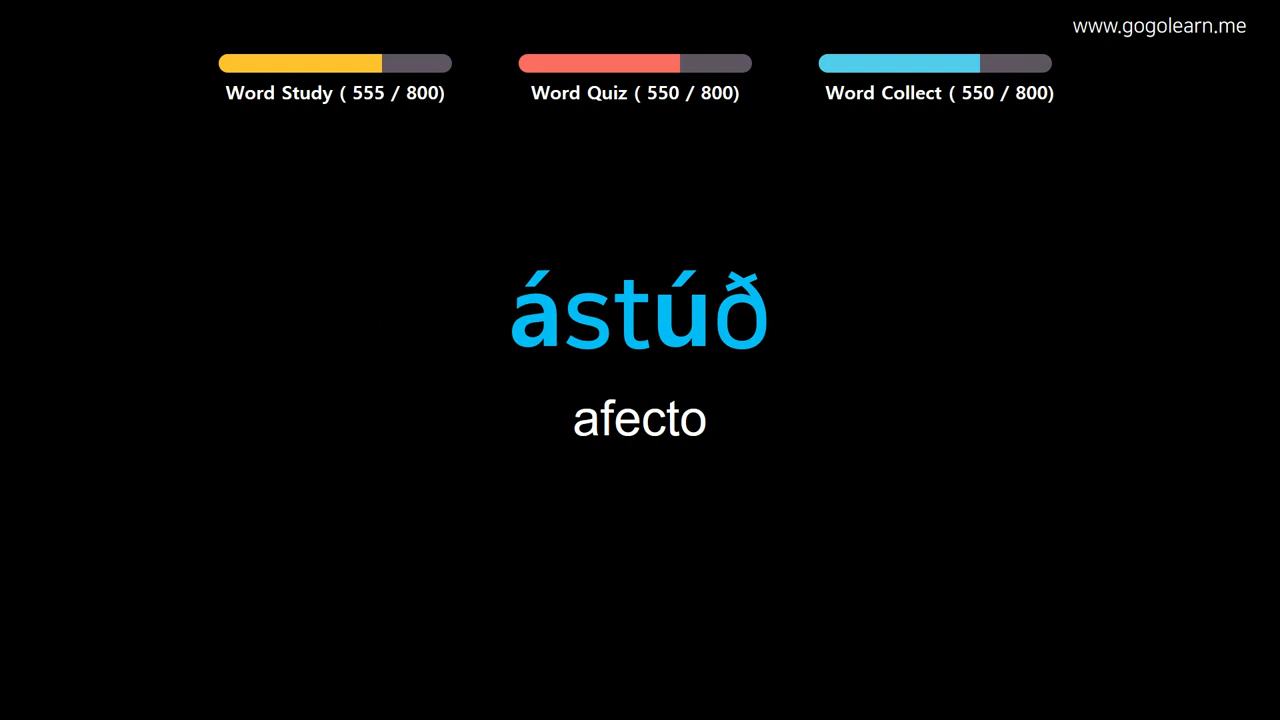 www.gogolearn.me
Word Study ( 555 / 800)
Word Quiz ( 550 / 800)
Word Collect ( 550 / 800)
ástúð
afecto